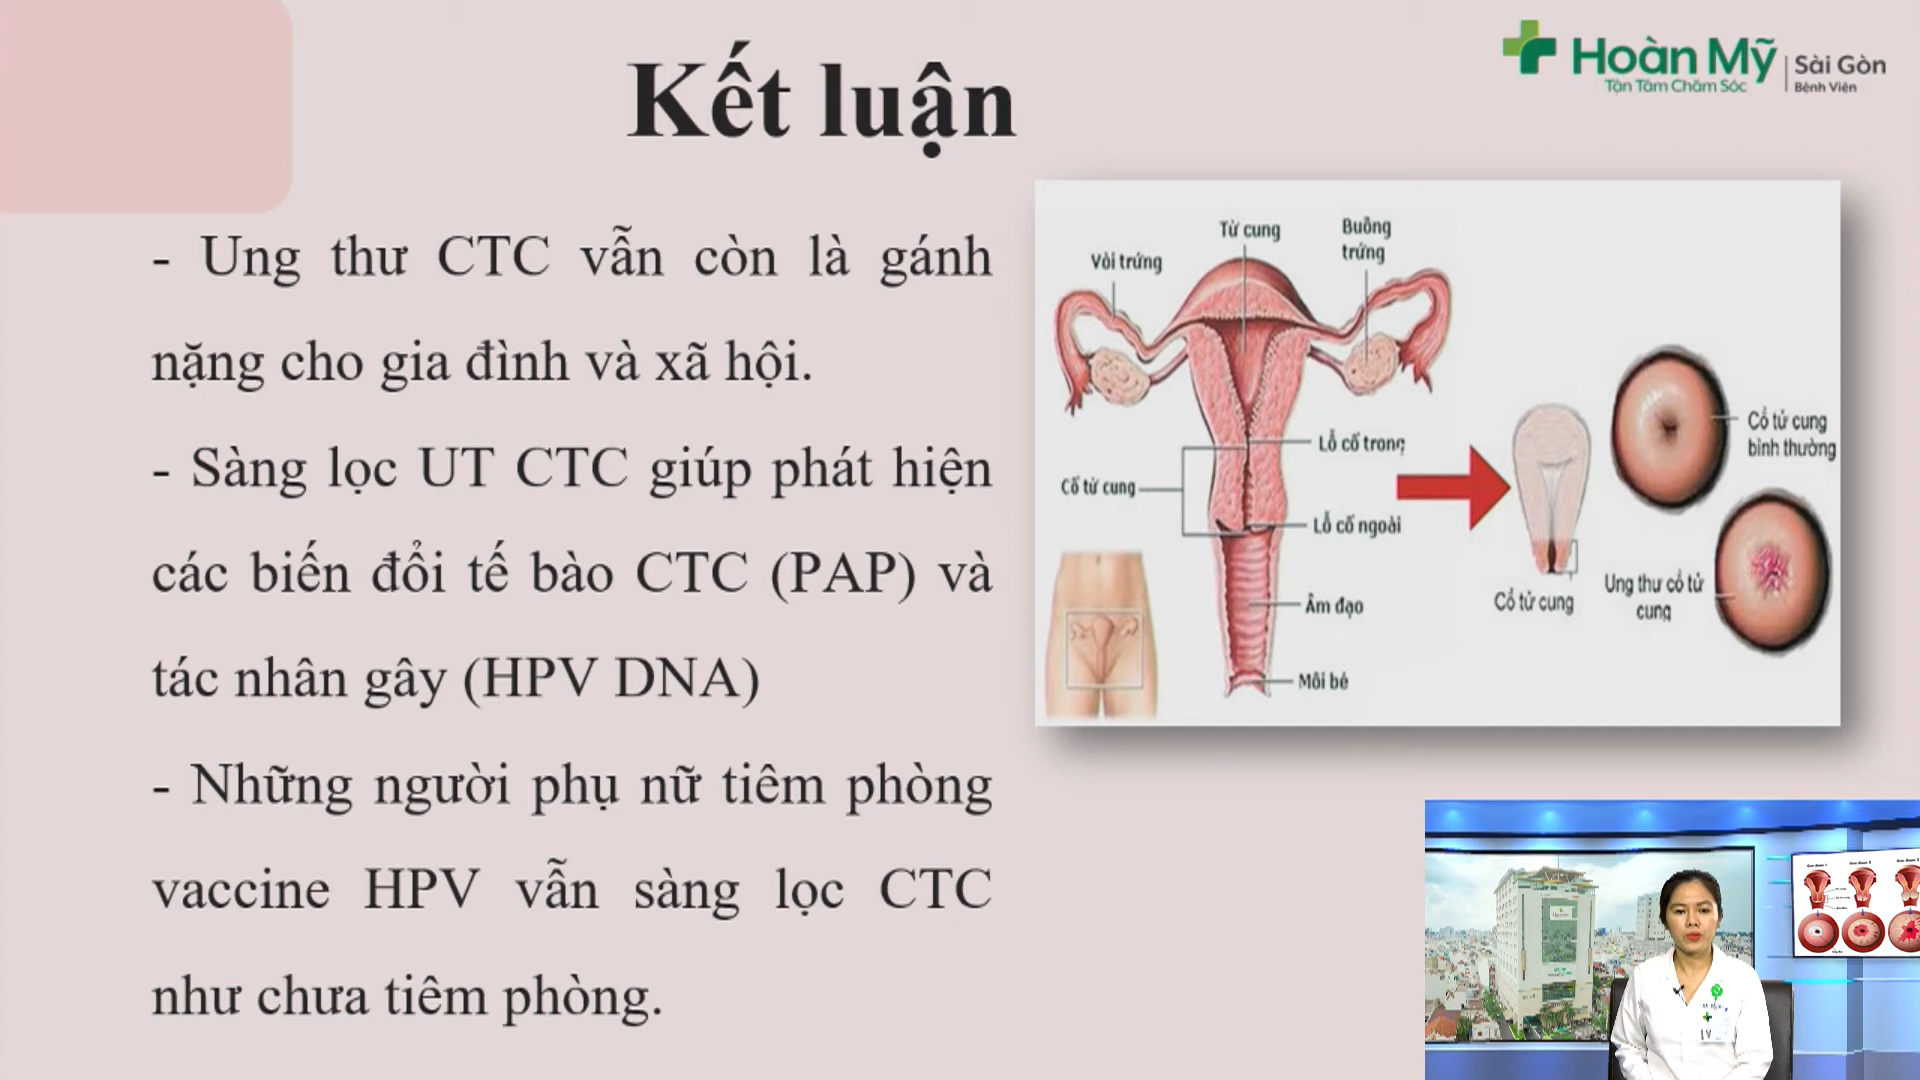 Kết luận
Hoàn Mỹ
Tận Tâm Chăm Sóc
Sài Gòn
Bệnh Viện
- Ung thư CTC vẫn còn là gánh
nặng cho gia đình và xã hội.
- Sàng lọc UT CTC giúp phát hiện
các biến đổi tế bào CTC (PAP) và
tác nhân gây (HPV DNA)
- Những người phụ nữ tiêm phòng
vaccine HPV vẫn sàng lọc CTC
như chưa tiêm phòng.
Tử cung
Buồng
trứng
Vòi trứng
Lỗ cổ trong
Cổ tử cung
Lỗ cổ ngoài
Âm đạo
Môi bé
Cổ tử cung
bình thường
Cổ tử cung
Ung thư cổ tử
cung